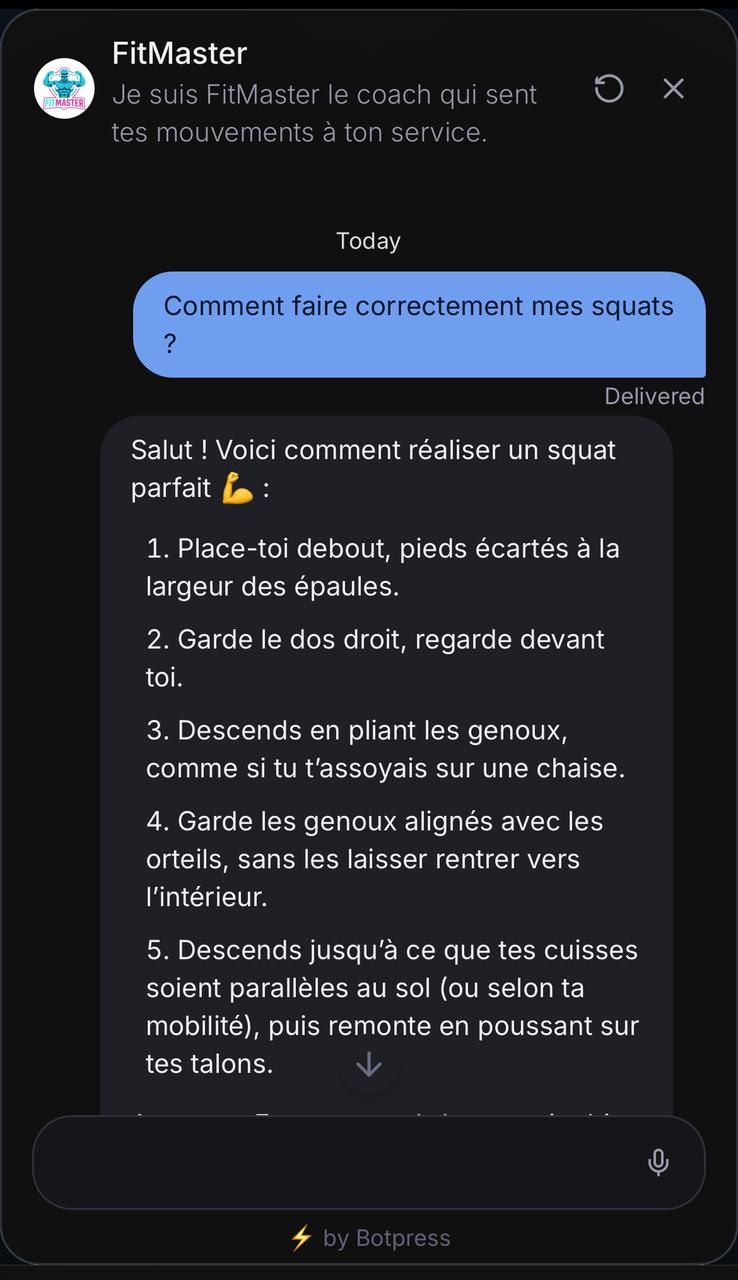 FitMaster
Je suis FitMaster le coach qui sent
tes mouvements à ton service.
FITMASTER
Today
Comment faire correctement mes squats
?
Delivered
Salut ! Voici comment réaliser un squat
parfait 💪 :
1. Place-toi debout, pieds écartés à la
largeur des épaules.
2. Garde le dos droit, regarde devant
toi.
3. Descends en pliant les genoux,
comme si tu t’assoyais sur une chaise.
4. Garde les genoux alignés avec les
orteils, sans les laisser rentrer vers
l’intérieur.
5. Descends jusqu’à ce que tes cuisses
soient parallèles au sol (ou selon ta
mobilité), puis remonte en poussant sur
tes talons.
⚡ by Botpress